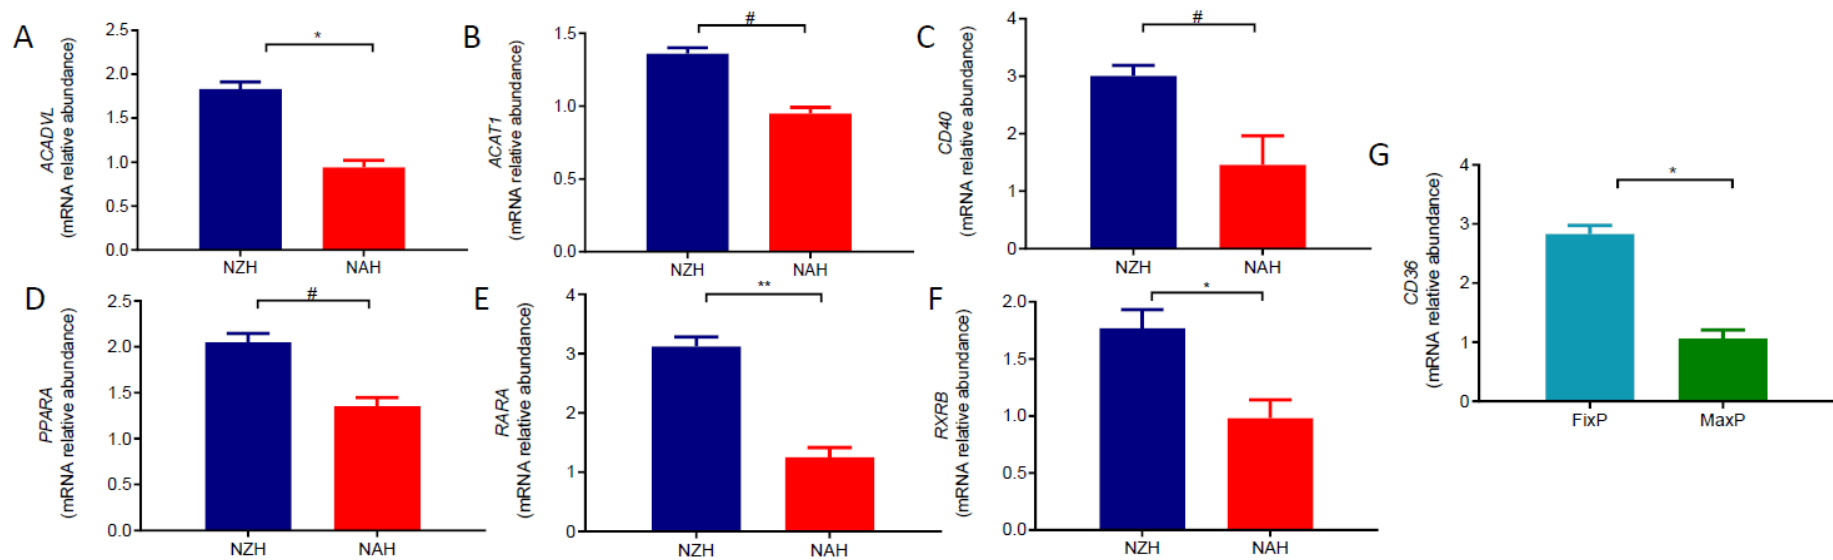 A
ACADVL
(mRNA relative abundance)
2.5
2.0
1.5
1.0
0.5
0.0
*
NZH NAH
B
ACAT1
(mRNA relative abundance)
1.5
1.0
0.5
0.0
#
NZH NAH
C
CD40
(mRNA relative abundance)
4
3
2
1
0
#
NZH NAH
D
PPARA
(mRNA relative abundance)
2.5
2.0
1.5
1.0
0.5
0.0
#
NZH NAH
E
RARA
(mRNA relative abundance)
4
3
2
1
0
**
NZH NAH
F
RXRB
(mRNA relative abundance)
2.0
1.5
1.0
0.5
0.0
*
NZH NAH
G
CD36
(mRNA relative abundance)
4
3
2
1
0
*
FixP MaxP